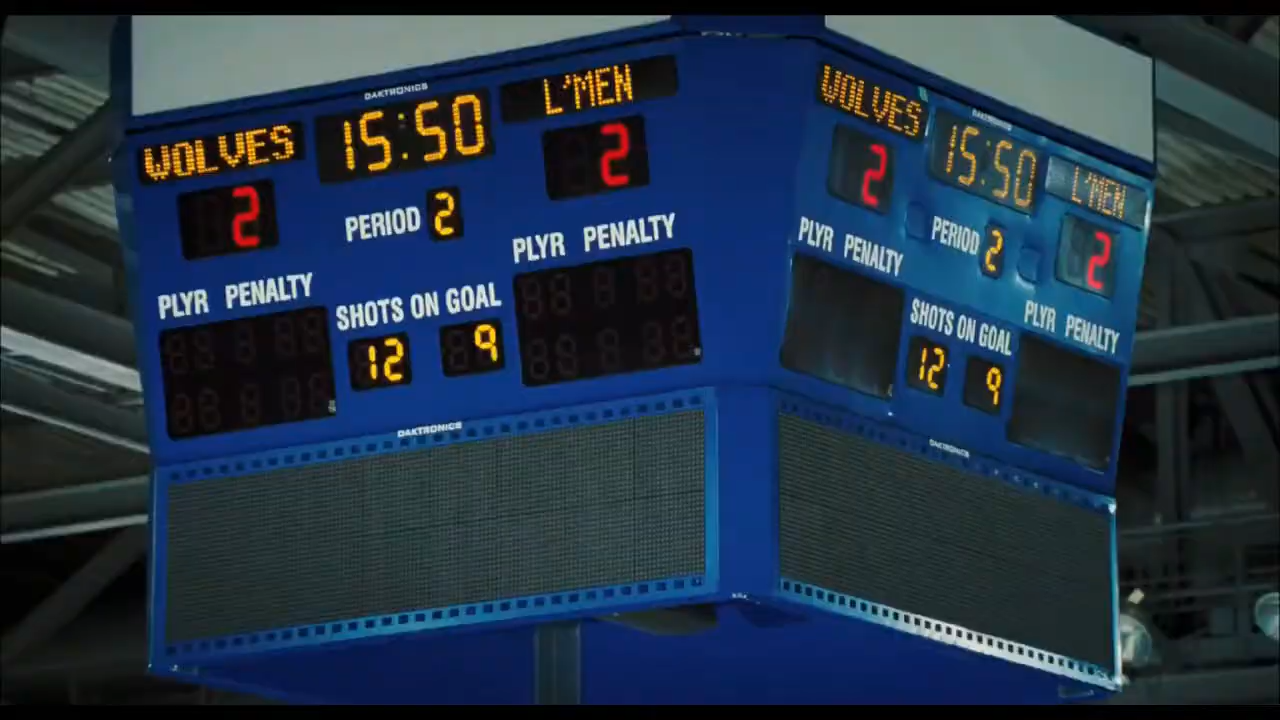 DAKTRONICS
WOLVES 15:50 L'MEN
2 PERIOD 2 2
PLYR PENALTY PLYR PENALTY
SHOTS ON GOAL
12 9
DAKTRONICS
DAKTRONICS
WOLVES 15:50 L'MEN
2 PERIOD 2 2
PLYR PENALTY PLYR PENALTY
SHOTS ON GOAL
12 9
DAKTRONICS